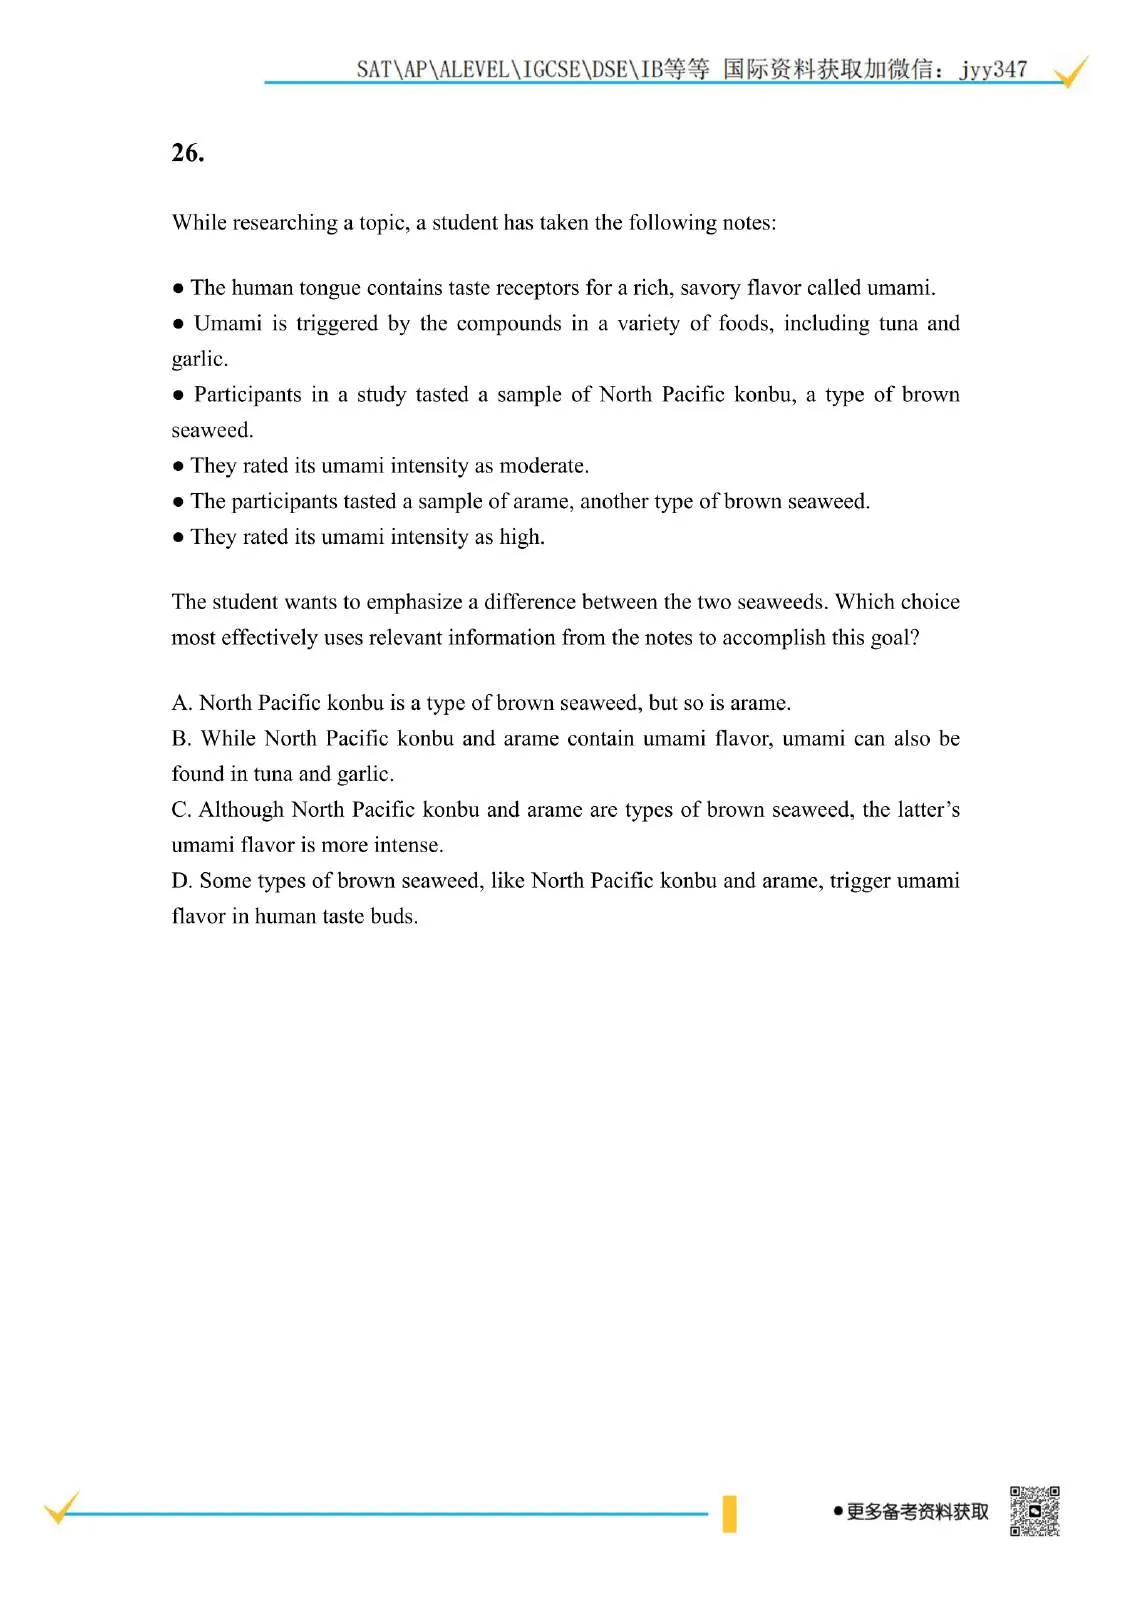 SAT\AP\ALEVEL\IGCSE\DSE\IB等等 国际资料获取加微信：jyy347
26.
While researching a topic, a student has taken the following notes:
● The human tongue contains taste receptors for a rich, savory flavor called umami.
● Umami is triggered by the compounds in a variety of foods, including tuna and
garlic.
● Participants in a study tasted a sample of North Pacific konbu, a type of brown
seaweed.
● They rated its umami intensity as moderate.
● The participants tasted a sample of arame, another type of brown seaweed.
● They rated its umami intensity as high.
The student wants to emphasize a difference between the two seaweeds. Which choice
most effectively uses relevant information from the notes to accomplish this goal?
A. North Pacific konbu is a type of brown seaweed, but so is arame.
B. While North Pacific konbu and arame contain umami flavor, umami can also be
found in tuna and garlic.
C. Although North Pacific konbu and arame are types of brown seaweed, the latter’s
umami flavor is more intense.
D. Some types of brown seaweed, like North Pacific konbu and arame, trigger umami
flavor in human taste buds.
●更多备考资料获取